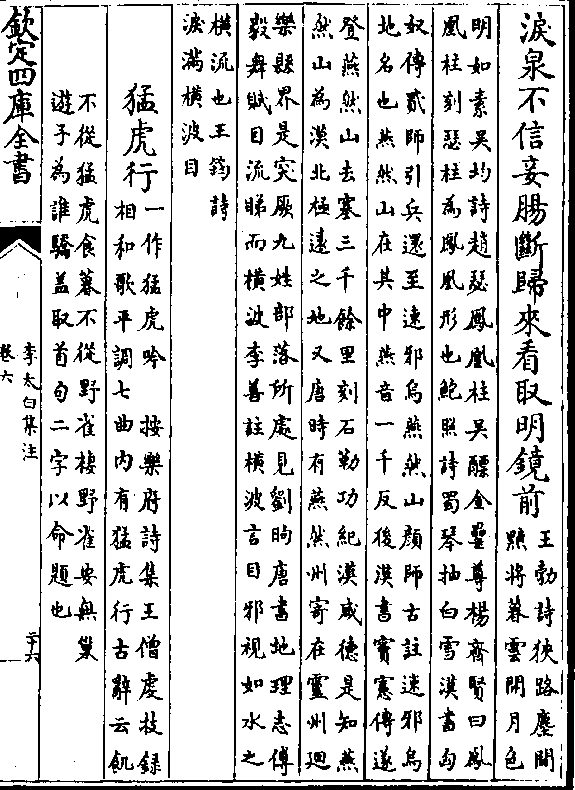 淚泉不信妾腸斷歸來看取明鏡前
王勃詩狹路塵間
黯將暮雲開月色
明如素吳均詩趙瑟鳳凰柱吳醥金罍尊楊齊賢曰鳳
鳳柱刻瑟柱為鳳凰形也鮑照詩蜀琴抽白雪漢書匈
奴傳貳師引兵還至速邪烏燕然山顔師古註速邪烏
地名也燕然山在其中燕音一千反後漢書竇憲傳遂
登燕然山去塞三千餘里刻石勒功紀漢威德是知燕
然山為漠北極遠之地又唐時有燕然州寄在靈州廻
樂縣界是突厥九姓部落所處見劉昫唐書地理志傅
毅舞賦目流睇而橫波李善註橫波言目邪視如水之
橫流也王筠詩
淚滿橫波目
猛虎行
一作猛虎吟　按樂府詩集王僧虔技録
相和歌平調七曲内有猛虎行古辭云飢
不從猛虎食暮不從野雀棲野雀安無巢
遊子為誰驕盖取首句二字以命題也
欽定四庫全書
李太白集注
卷六
二十六